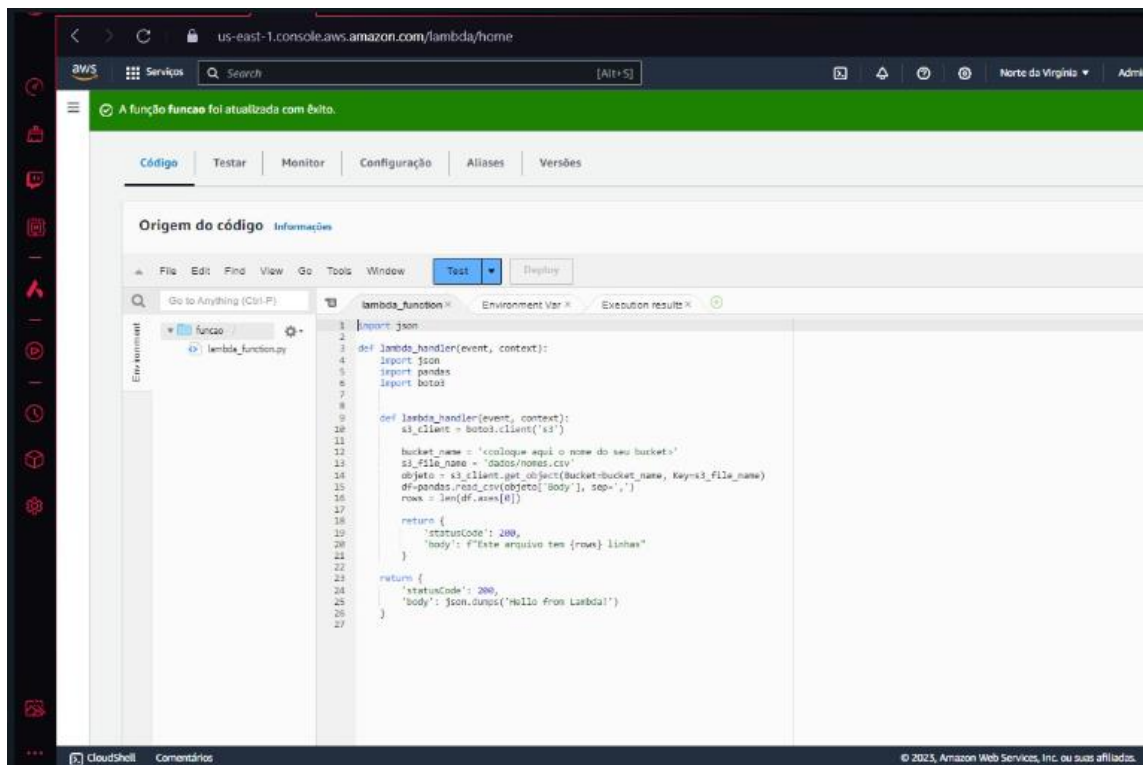 us-east-1.console.aws.amazon.com/lambda/home
aws Serviços Search [Alt+S] Norte da Virgínia Admi
A função funcao foi atualizada com êxito.
Código Testar Monitor Configuração Aliases Versões
Origem do código Informações
File Edit Find View Go Tools Window Test Deploy
Go to Anything (Ctrl-P) lambda_function Environment Var Execution results
Environment
funcao /
lambda_function.py
1 import json
2
3 def lambda_handler(event, context):
4 import json
5 import pandas
6 import boto3
7
8
9 def lambda_handler(event, context):
10 s3_client = boto3.client('s3')
11
12 bucket_name = '<coloque aqui o nome do seu bucket>'
13 s3_file_name = 'dados/nomes.csv'
14 objeto = s3_client.get_object(Bucket=bucket_name, Key=s3_file_name)
15 df=pandas.read_csv(objeto['Body'], sep=',')
16 rows = len(df.axes[0])
17
18 return {
19 'statusCode': 200,
20 'body': f"Este arquivo tem {rows} linhas"
21 }
22
23 return {
24 'statusCode': 200,
25 'body': json.dumps('Hello from Lambda!')
26 }
27
CloudShell Comentários © 2023, Amazon Web Services, Inc. ou suas afiliadas.